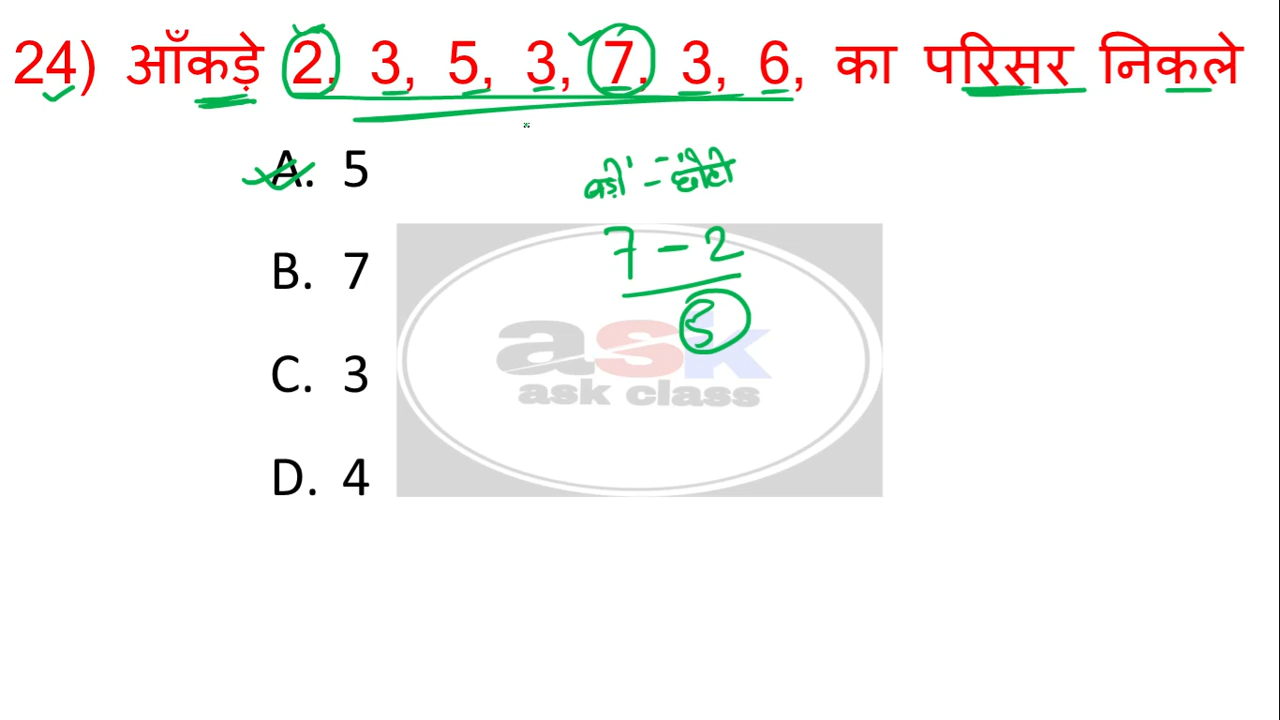 24) आँकड़े 2, 3, 5, 3, 7, 3, 6, का परिसर निकले
A. 5
बड़ी - छोटी
B. 7
7 - 2
5
ask
C. 3
ask class
D. 4